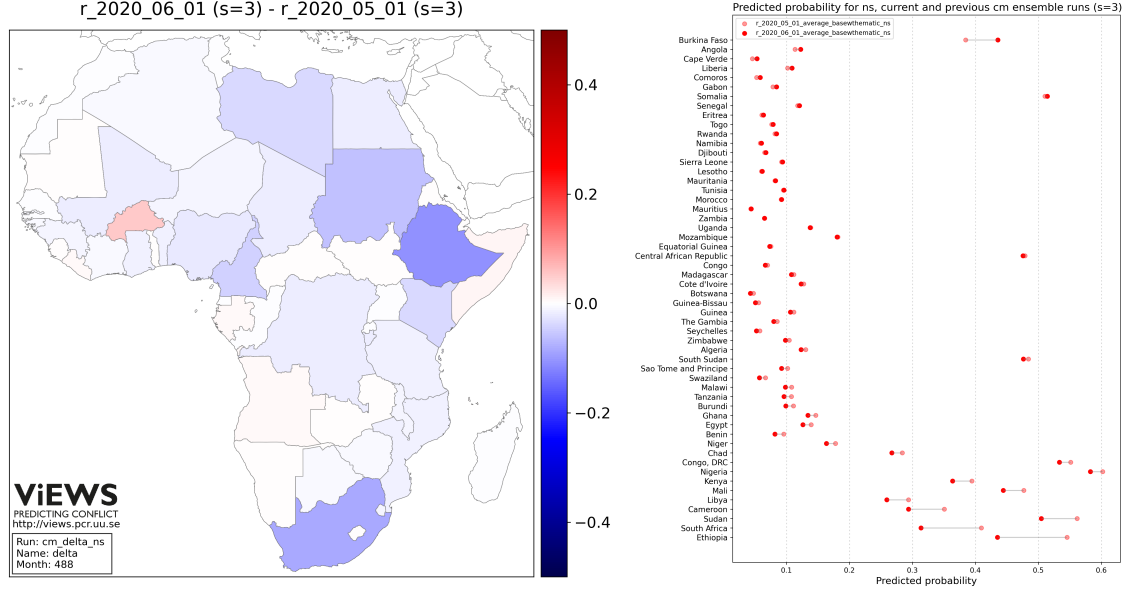 r_2020_06_01 (s=3) - r_2020_05_01 (s=3)
0.4
0.2
0.0
−0.2
−0.4
ViEWS
PREDICTING CONFLICT
http://views.pcr.uu.se
Run: cm_delta_ns
Name: delta
Month: 488
Predicted probability for ns, current and previous cm ensemble runs (s=3)
r_2020_05_01_average_basewthematic_ns
r_2020_06_01_average_basewthematic_ns
Burkina Faso
Angola
Cape Verde
Liberia
Comoros
Gabon
Somalia
Senegal
Eritrea
Togo
Rwanda
Namibia
Djibouti
Sierra Leone
Lesotho
Mauritania
Tunisia
Morocco
Mauritius
Zambia
Uganda
Mozambique
Equatorial Guinea
Central African Republic
Congo
Madagascar
Cote d'Ivoire
Botswana
Guinea-Bissau
Guinea
The Gambia
Seychelles
Zimbabwe
Algeria
South Sudan
Sao Tome and Principe
Swaziland
Malawi
Tanzania
Burundi
Ghana
Egypt
Benin
Niger
Chad
Congo, DRC
Nigeria
Kenya
Mali
Libya
Cameroon
Sudan
South Africa
Ethiopia
0.1 0.2 0.3 0.4 0.5 0.6
Predicted probability